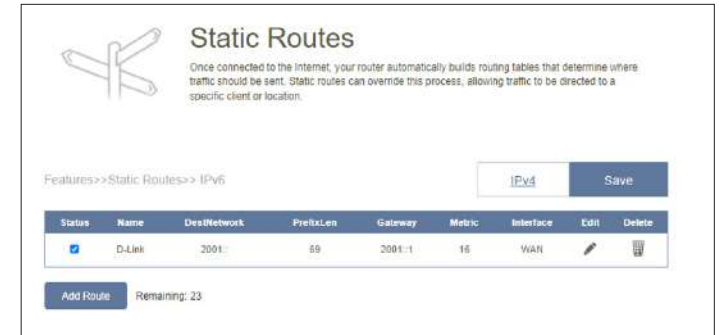 Static Routes
Once connected to the Internet, your router automatically builds routing tables that determine where
traffic should be sent. Static routes can override this process, allowing traffic to be directed to a
specific client or location.
Features>>Static Routes>> IPv6
IPv4
Save
Status Name DestNetwork PrefixLen Gateway Metric Interface Edit Delete
D-Link 2001:: 69 2001::1 16 WAN
Add Route Remaining: 23